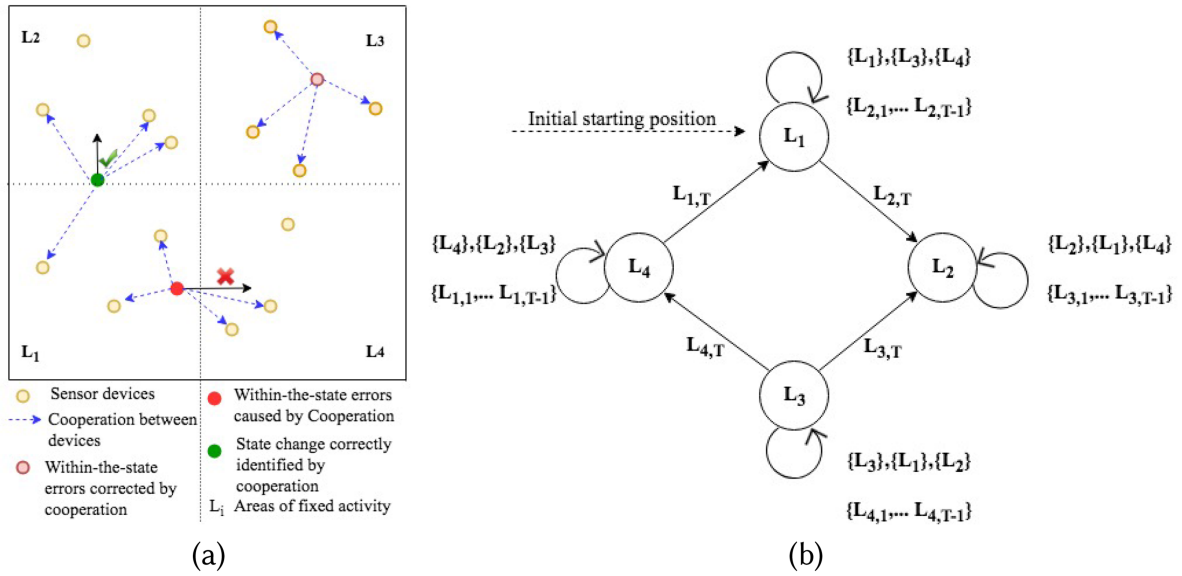 L2
L3
L1
L4
Sensor devices
Cooperation between
devices
Within-the-state
errors corrected by
cooperation
Within-the-state errors
caused by Cooperation
State change correctly
identified by
cooperation
Li Areas of fixed activity
(a)
{L1},{L3},{L4}
{L2,1,... L2,T-1}
Initial starting position
L1
L1,T
L2,T
{L4},{L2},{L3}
{L1,1,... L1,T-1}
L4
L2
{L2},{L1},{L4}
{L3,1,... L3,T-1}
L4,T
L3,T
L3
{L3},{L1},{L2}
{L4,1,... L4,T-1}
(b)